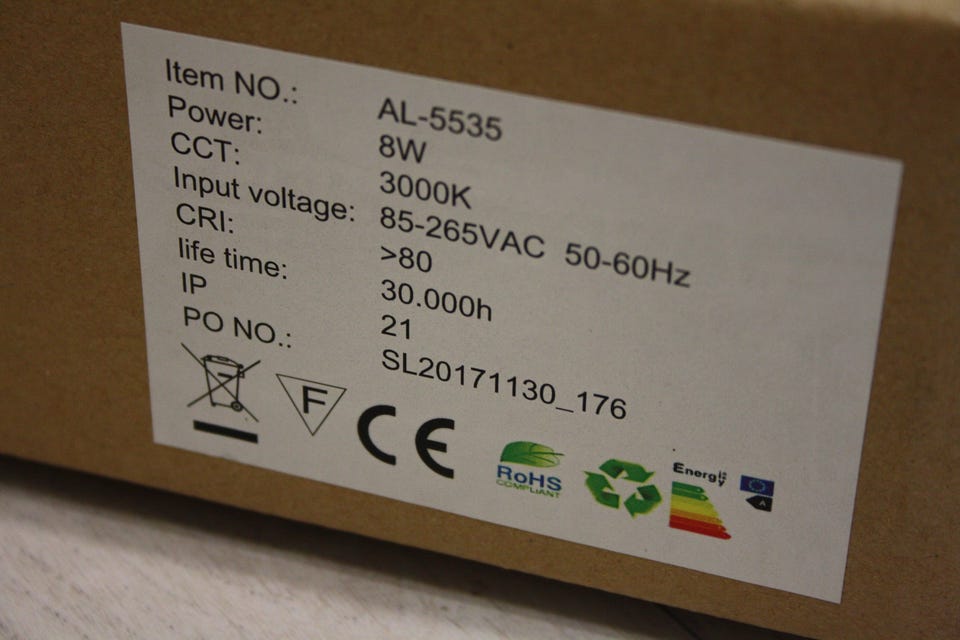 Item NO.: AL-5535
Power: 8W
CCT: 3000K
Input voltage: 85-265VAC 50-60Hz
CRI: >80
life time: 30.000h
IP 21
PO NO.: SL20171130_176
F
CE
RoHS
COMPLIANT
Energy
A